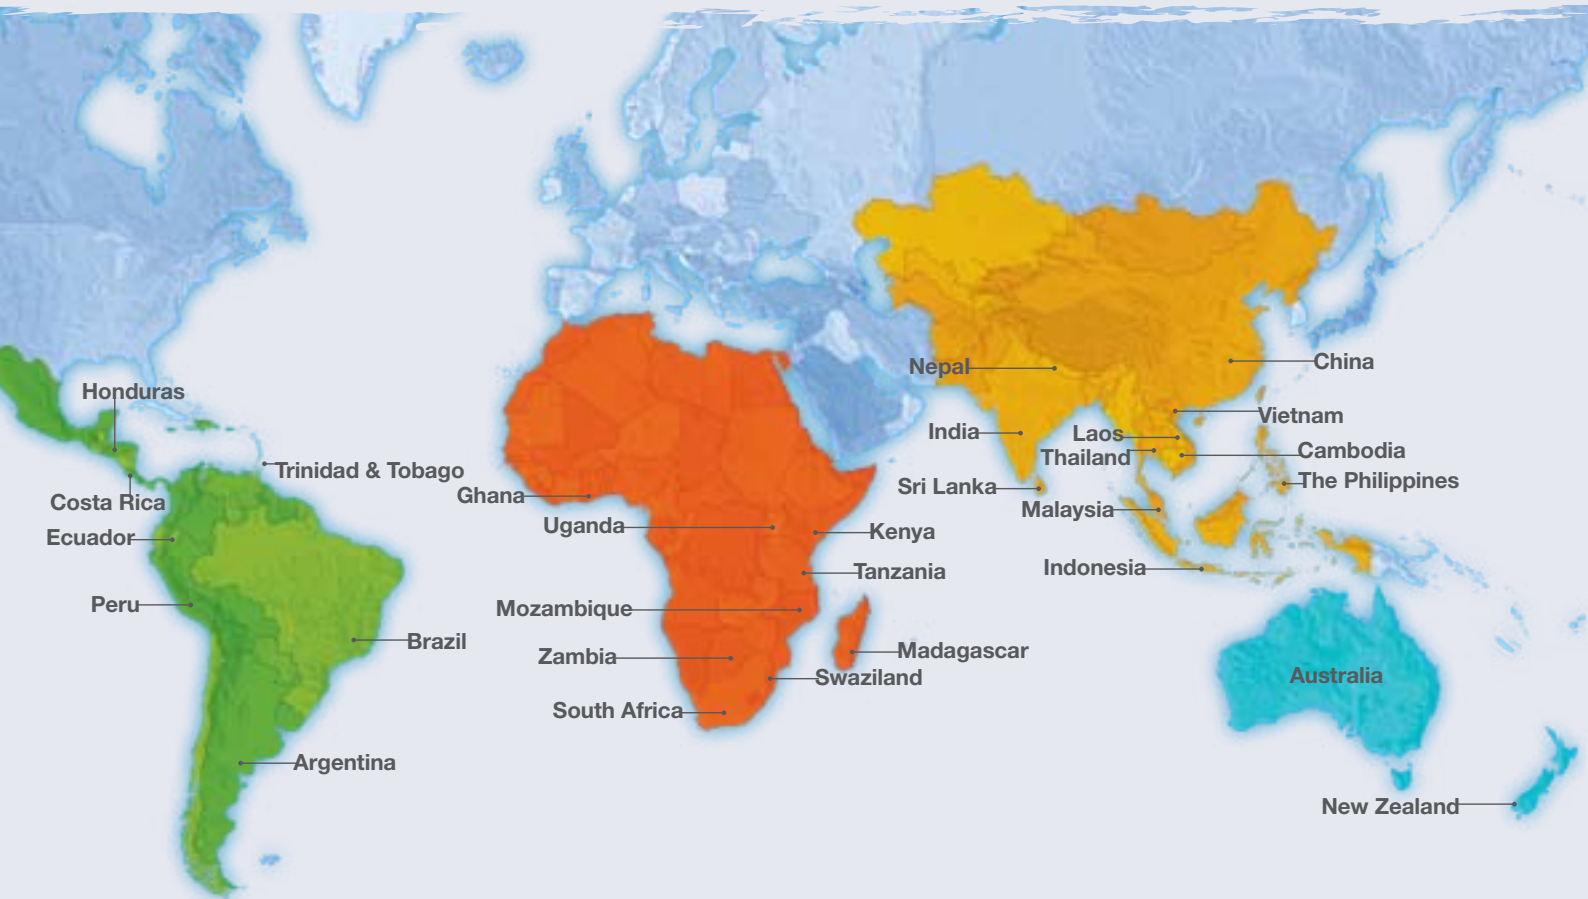 Honduras
Trinidad & Tobago
Costa Rica
Ecuador
Peru
Brazil
Argentina
Ghana
Uganda
Kenya
Tanzania
Mozambique
Zambia
Madagascar
Swaziland
South Africa
Nepal
China
Vietnam
India
Laos
Cambodia
Thailand
The Philippines
Sri Lanka
Malaysia
Indonesia
Australia
New Zealand